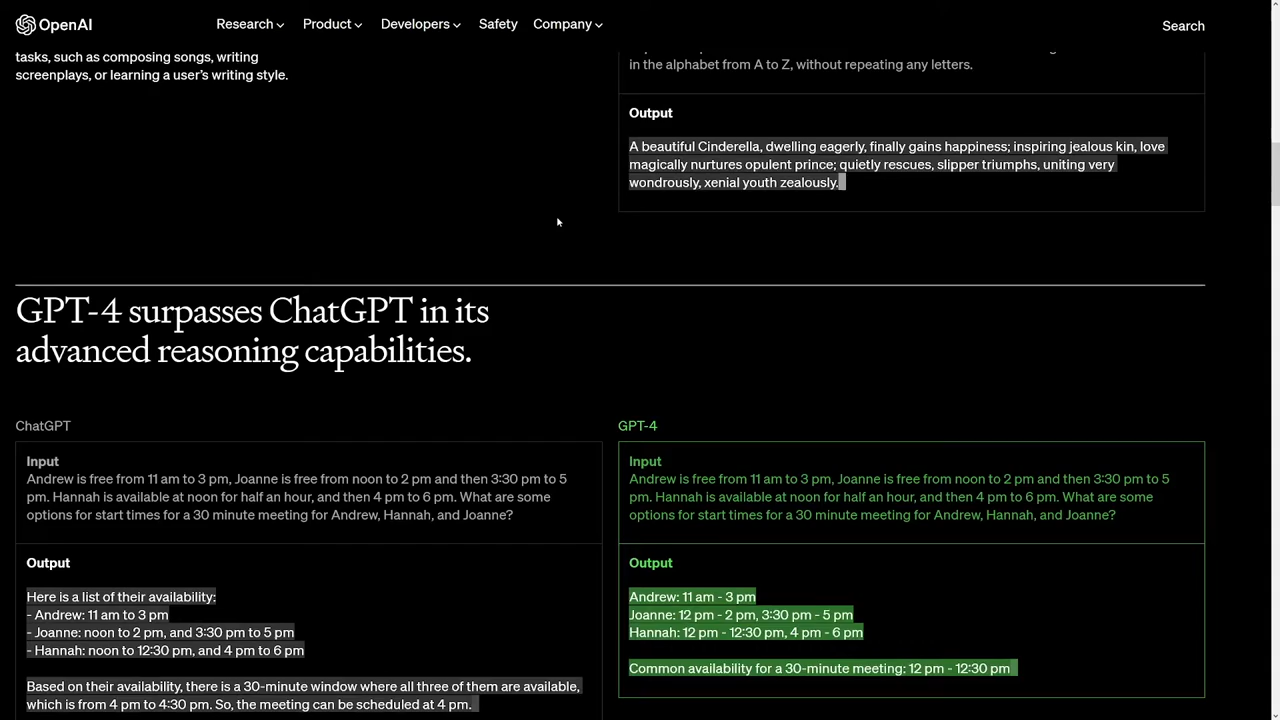 OpenAI
Research
Product
Developers
Safety
Company
Search
tasks, such as composing songs, writing
screenplays, or learning a user's writing style.
in the alphabet from A to Z, without repeating any letters.
Output
A beautiful Cinderella, dwelling eagerly, finally gains happiness; inspiring jealous kin, love
magically nurtures opulent prince; quietly rescues, slipper triumphs, uniting very
wondrously, xenial youth zealously.
GPT-4 surpasses ChatGPT in its
advanced reasoning capabilities.
ChatGPT
Input
Andrew is free from 11 am to 3 pm, Joanne is free from noon to 2 pm and then 3:30 pm to 5
pm. Hannah is available at noon for half an hour, and then 4 pm to 6 pm. What are some
options for start times for a 30 minute meeting for Andrew, Hannah, and Joanne?
Output
Here is a list of their availability:
- Andrew: 11 am to 3 pm
- Joanne: noon to 2 pm, and 3:30 pm to 5 pm
- Hannah: noon to 12:30 pm, and 4 pm to 6 pm
Based on their availability, there is a 30-minute window where all three of them are available,
which is from 4 pm to 4:30 pm. So, the meeting can be scheduled at 4 pm.
GPT-4
Input
Andrew is free from 11 am to 3 pm, Joanne is free from noon to 2 pm and then 3:30 pm to 5
pm. Hannah is available at noon for half an hour, and then 4 pm to 6 pm. What are some
options for start times for a 30 minute meeting for Andrew, Hannah, and Joanne?
Output
Andrew: 11 am - 3 pm
Joanne: 12 pm - 2 pm, 3:30 pm - 5 pm
Hannah: 12 pm - 12:30 pm, 4 pm - 6 pm
Common availability for a 30-minute meeting: 12 pm - 12:30 pm